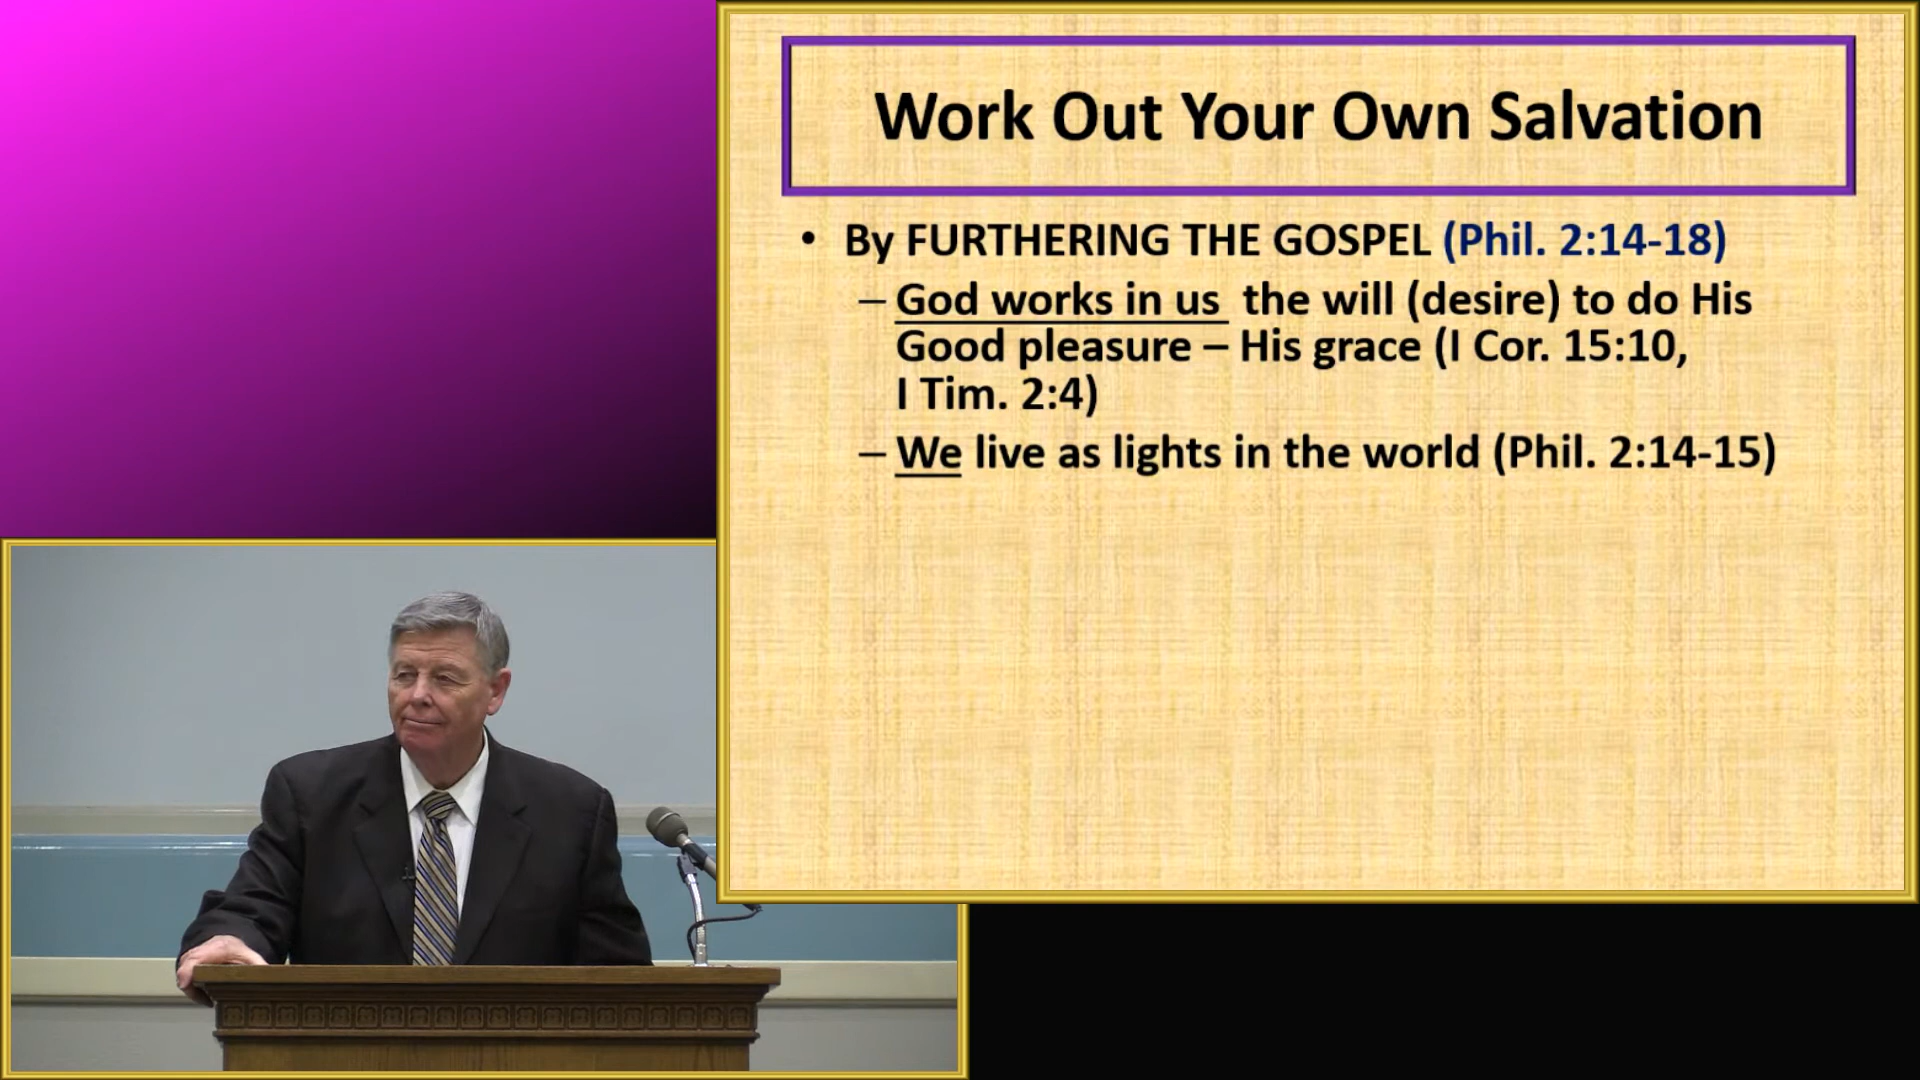 Work Out Your Own Salvation
• By FURTHERING THE GOSPEL (Phil. 2:14-18)
– God works in us the will (desire) to do His
Good pleasure – His grace (I Cor. 15:10,
I Tim. 2:4)
– We live as lights in the world (Phil. 2:14-15)